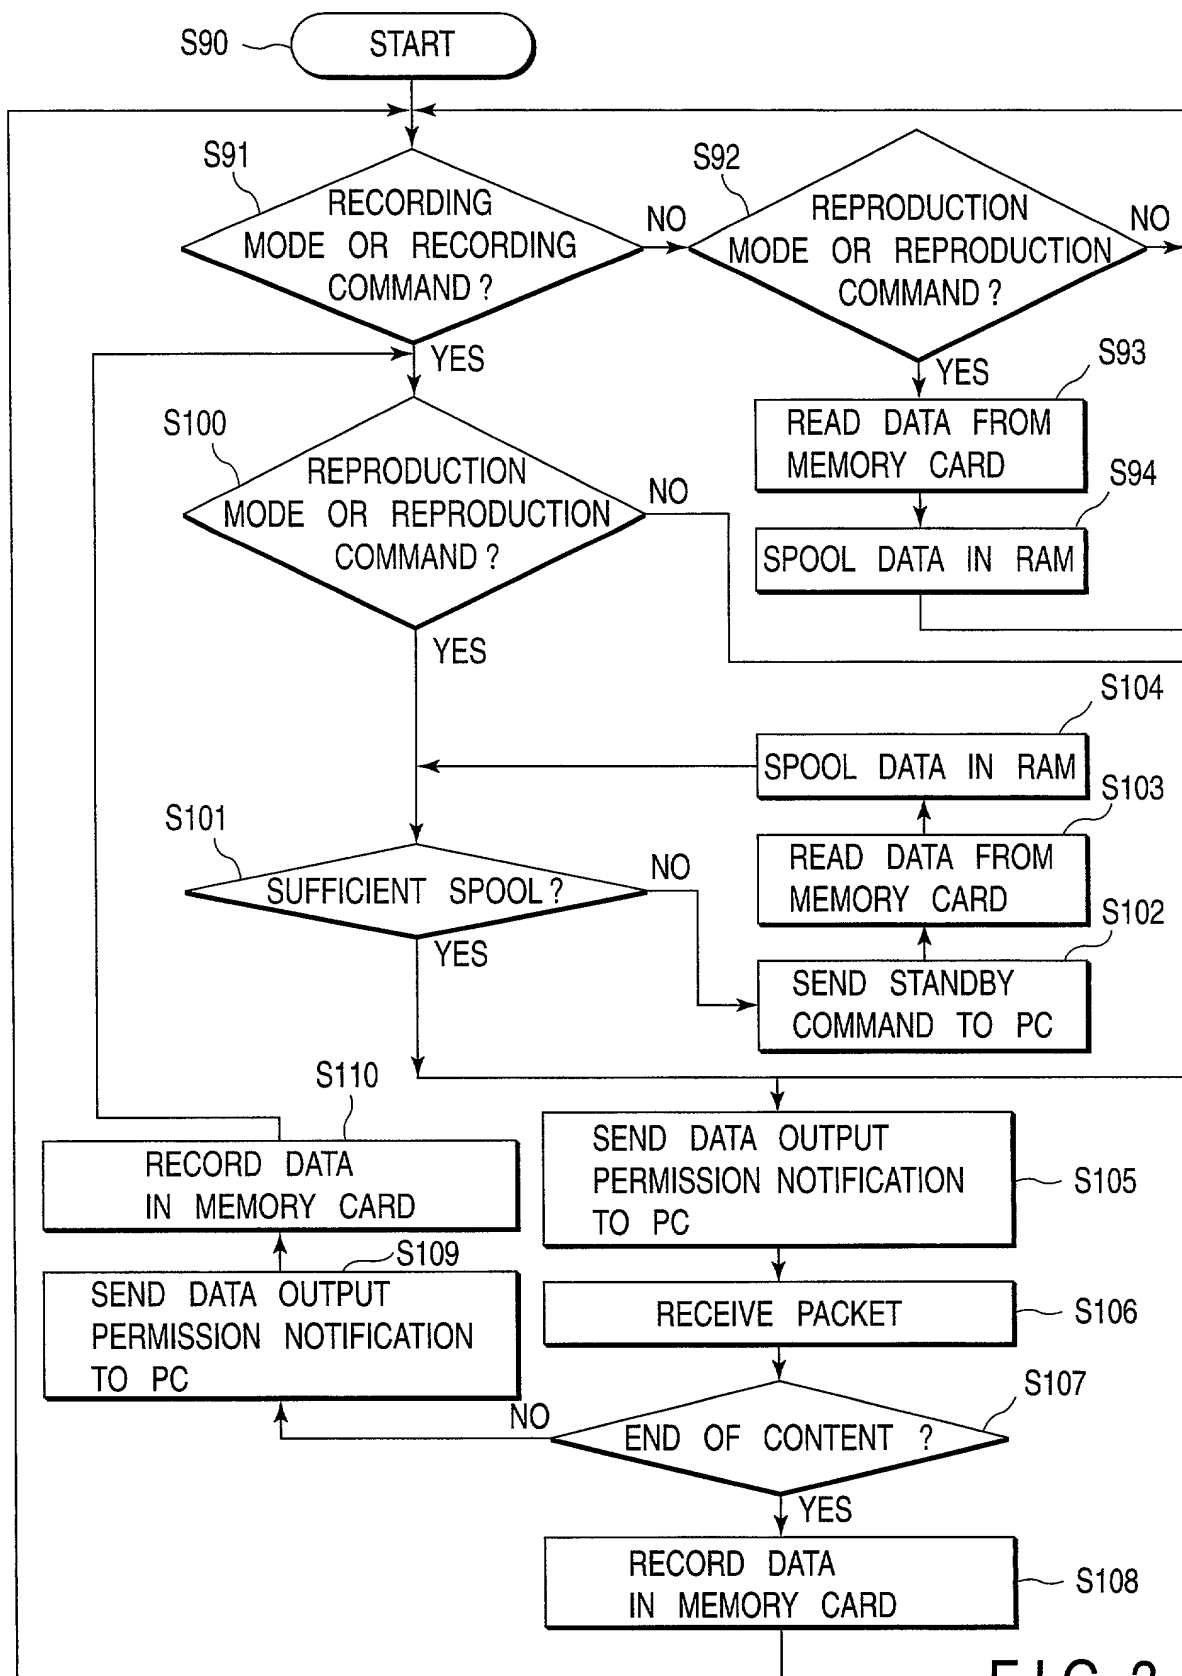 S90
START
S91
RECORDING
MODE OR RECORDING
COMMAND?
NO
S92
REPRODUCTION
MODE OR REPRODUCTION
COMMAND?
NO
YES
YES
S93
READ DATA FROM
MEMORY CARD
S94
SPOOL DATA IN RAM
S100
REPRODUCTION
MODE OR REPRODUCTION
COMMAND?
NO
YES
S104
SPOOL DATA IN RAM
S103
READ DATA FROM
MEMORY CARD
S101
SUFFICIENT SPOOL?
NO
YES
S102
SEND STANDBY
COMMAND TO PC
S110
RECORD DATA
IN MEMORY CARD
SEND DATA OUTPUT
PERMISSION NOTIFICATION
TO PC
S105
S109
SEND DATA OUTPUT
PERMISSION NOTIFICATION
TO PC
RECEIVE PACKET
S106
S107
NO
END OF CONTENT ?
YES
RECORD DATA
IN MEMORY CARD
S108